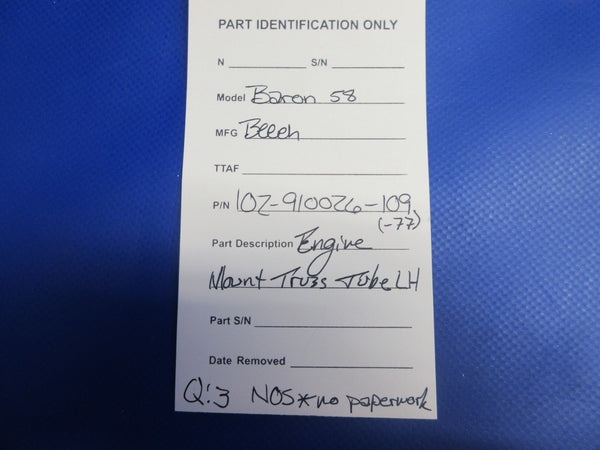 PART IDENTIFICATION ONLY
N S/N
Model Baron 58
MFG Beech
TTAF
P/N 102-910026-109
(-77)
Part Description Engine
Mount Truss Tube LH
Part S/N
Date Removed
Q:3 NOS*no paperwork